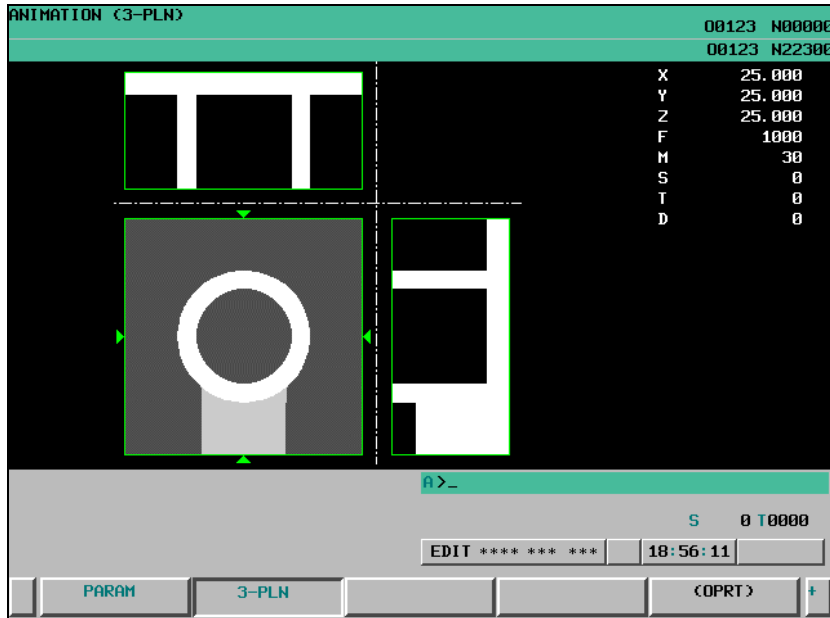 ANIMATION (3-PLN)
O0123 N00000
O0123 N22300
X 25.000
Y 25.000
Z 25.000
F 1000
M 30
S 0
T 0
D 0
A>_
S 0 T0000
EDIT **** *** ***
18:56:11
PARAM 3-PLN (OPRT) +